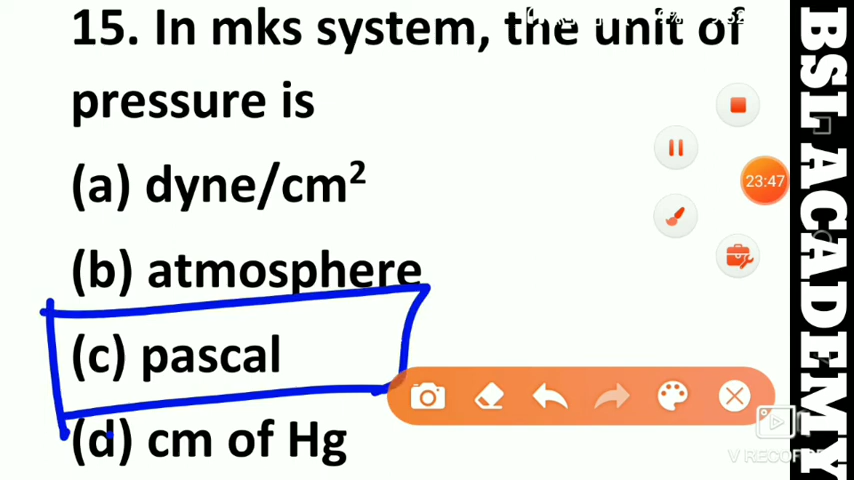 15. In mks system, the unit of
pressure is
(a) dyne/cm²
(b) atmosphere
(c) pascal
(d) cm of Hg
23:47
BSL ACADEMY